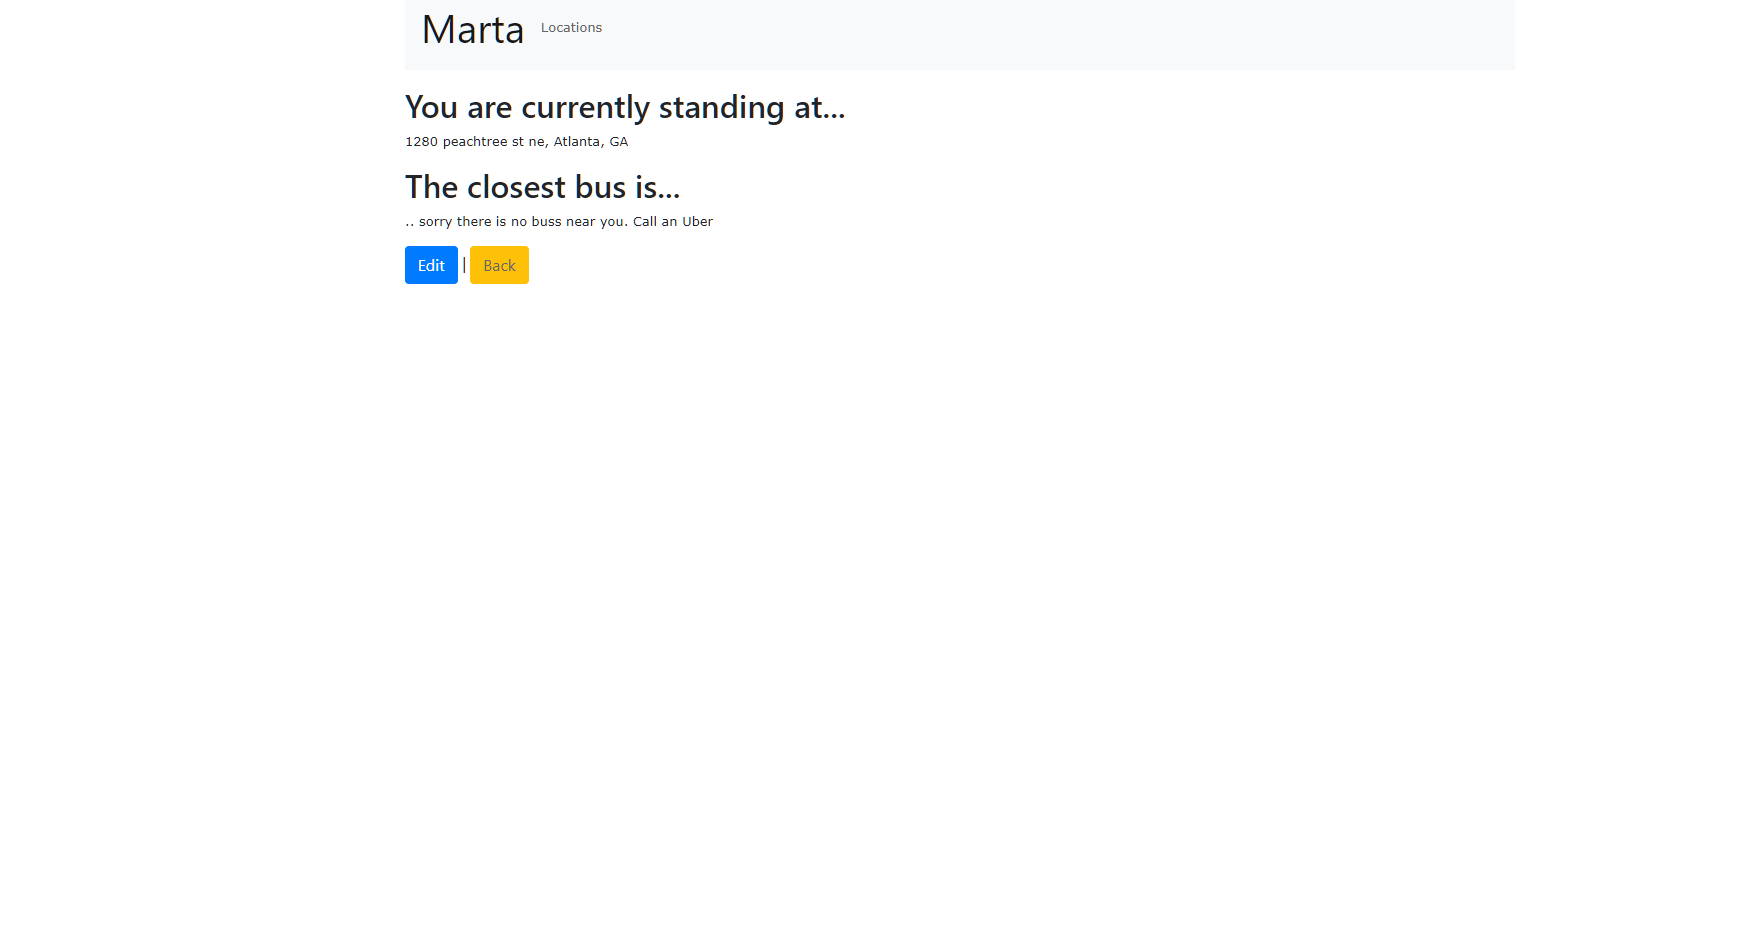 Marta Locations
You are currently standing at...
1280 peachtree st ne, Atlanta, GA
The closest bus is...
.. sorry there is no buss near you. Call an Uber
Edit | Back